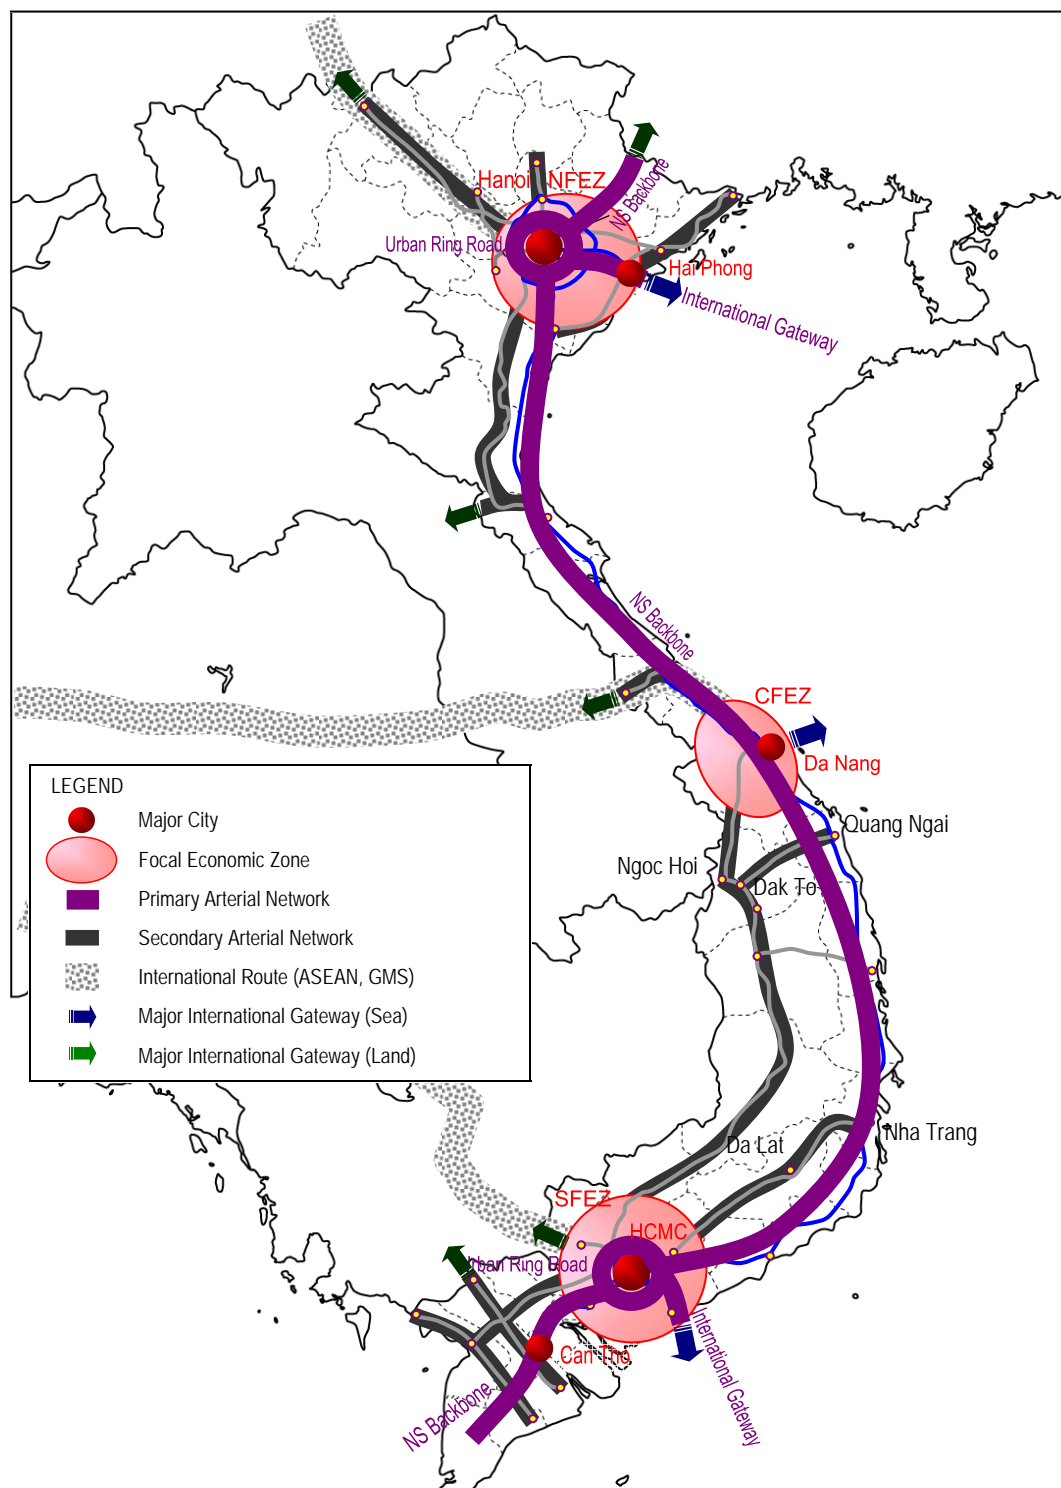 Hanoi
NFEZ
NS Backbone
Urban Ring Road
Hai Phong
International Gateway
NS Backbone
CFEZ
Da Nang
LEGEND
Major City
Focal Economic Zone
Primary Arterial Network
Secondary Arterial Network
International Route (ASEAN, GMS)
Major International Gateway (Sea)
Major International Gateway (Land)
Quang Ngai
Ngoc Hoi
Dak To
Nha Trang
Da Lat
SFEZ
HCMC
Urban Ring Road
International Gateway
Can Tho
NS Backbone